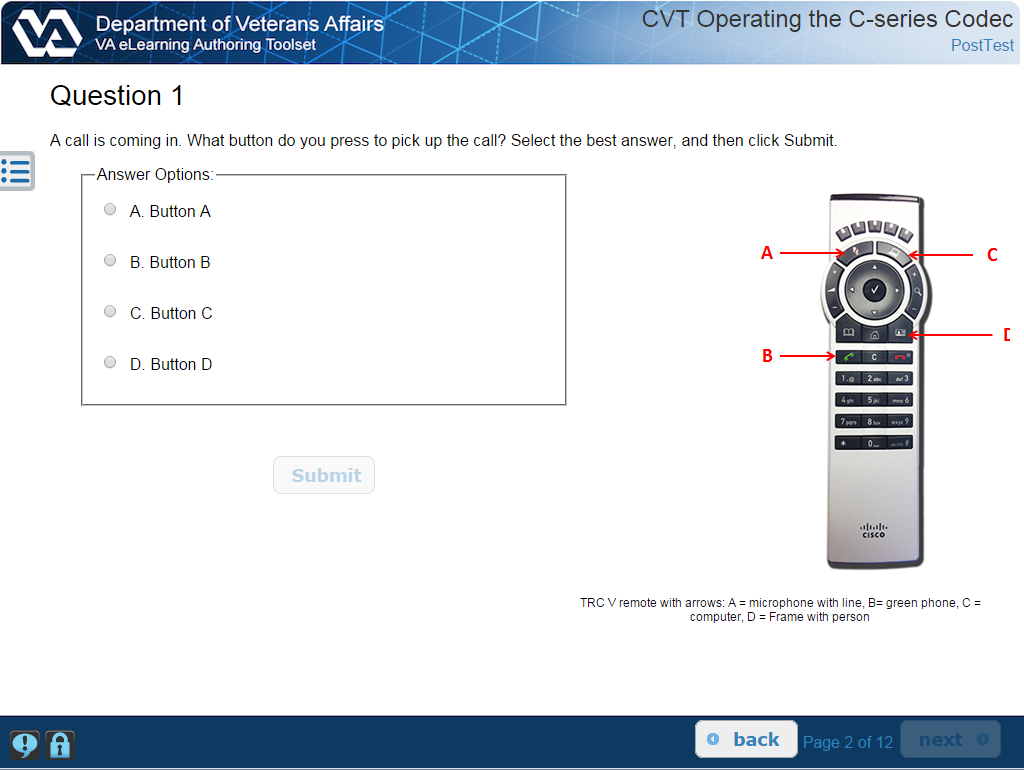 Department of Veterans Affairs
VA eLearning Authoring Toolset
CVT Operating the C-series Codec
PostTest
Question 1
A call is coming in. What button do you press to pick up the call? Select the best answer, and then click Submit.
Answer Options:
A. Button A
B. Button B
C. Button C
D. Button D
Submit
A
C
D
B
C
1 .@ 2 abc def 3
4 ghi 5 jkl mno 6
7 pqrs 8 tuv wxyz 9
* 0 #
CISCO
TRC V remote with arrows: A = microphone with line, B= green phone, C =
computer, D = Frame with person
back
Page 2 of 12
next